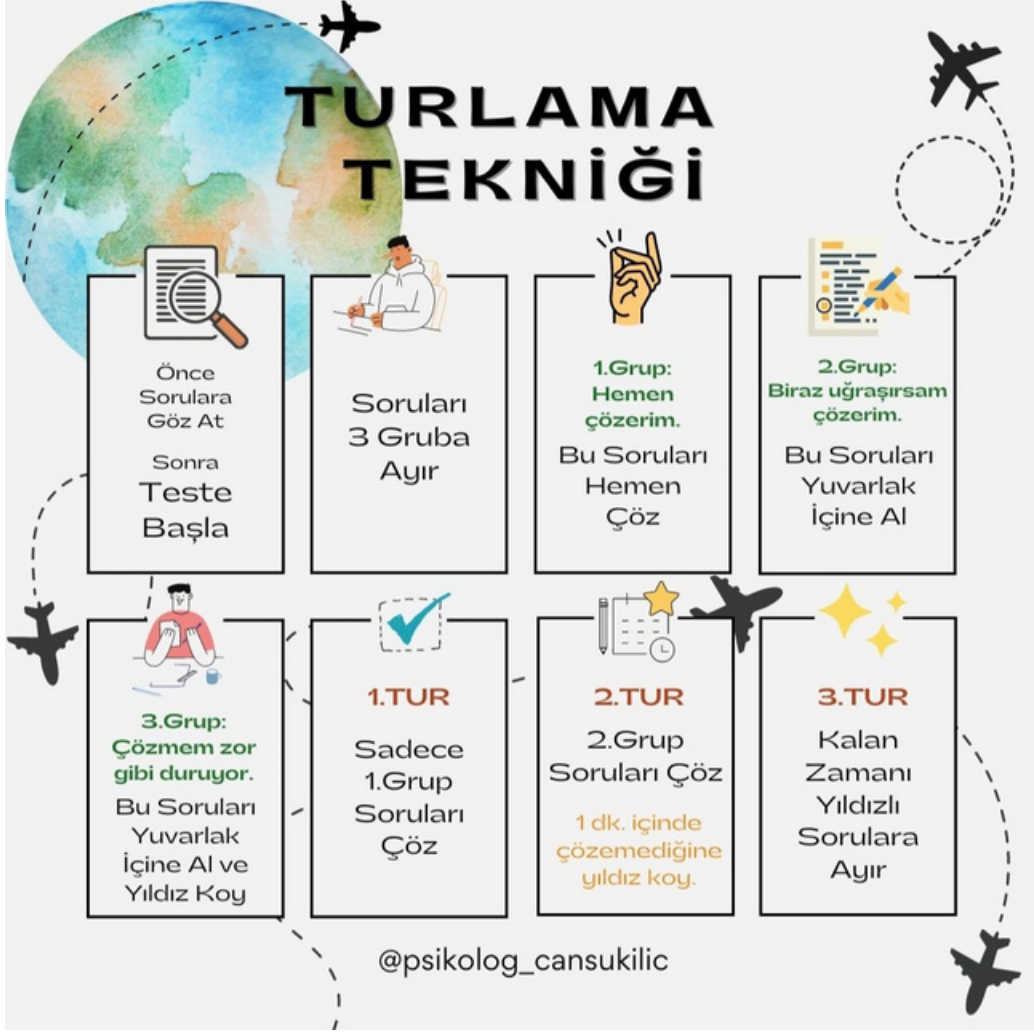 TURLAMA
TEKNİĞİ
Önce
Sorulara
Göz At
Sonra
Teste
Başla
Soruları
3 Gruba
Ayır
1.Grup:
Hemen
çözerim.
Bu Soruları
Hemen
Çöz
2.Grup:
Biraz uğraşırsam
çözerim.
Bu Soruları
Yuvarlak
İçine Al
3.Grup:
Çözmem zor
gibi duruyor.
Bu Soruları
Yuvarlak
İçine Al ve
Yıldız Koy
1.TUR
Sadece
1.Grup
Soruları
Çöz
2.TUR
2.Grup
Soruları Çöz
1 dk. içinde
çözemediğine
yıldız koy.
3.TUR
Kalan
Zamanı
Yıldızlı
Sorulara
Ayır
@psikolog_cansukilic